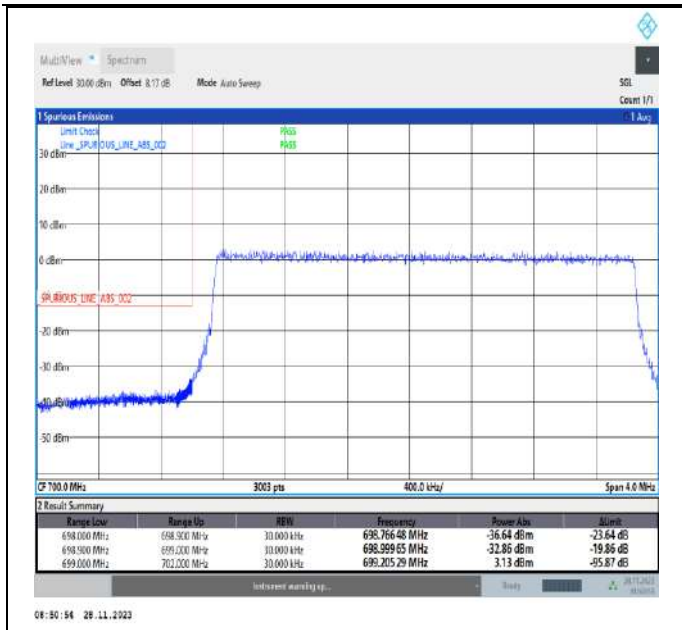 MultiView Spectrum
Ref Level 30.00 dBm Offset 8.17 dB Mode Auto Sweep SGL
Count 1/1
1 Spurious Emissions 1 Avg
Limit Check PASS
Line _SPURIOUS_LINE_ABS_002 PASS
30 dBm
20 dBm
10 dBm
0 dBm
SPURIOUS_LINE_ABS_002
-20 dBm
-30 dBm
-40 dBm
-50 dBm
CF 700.0 MHz 3003 pts 400.0 kHz/ Span 4.0 MHz
2 Result Summary
Range Low Range Up RBW Frequency Power Abs ΔLimit
698.000 MHz 698.900 MHz 30.000 kHz 698.76648 MHz -36.64 dBm -23.64 dB
698.900 MHz 699.000 MHz 30.000 kHz 698.99965 MHz -32.86 dBm -19.86 dB
699.000 MHz 702.000 MHz 30.000 kHz 699.20529 MHz 3.13 dBm -95.87 dB
Instrument warming up... Ready 28.11.2023
08:50:54 28.11.2023